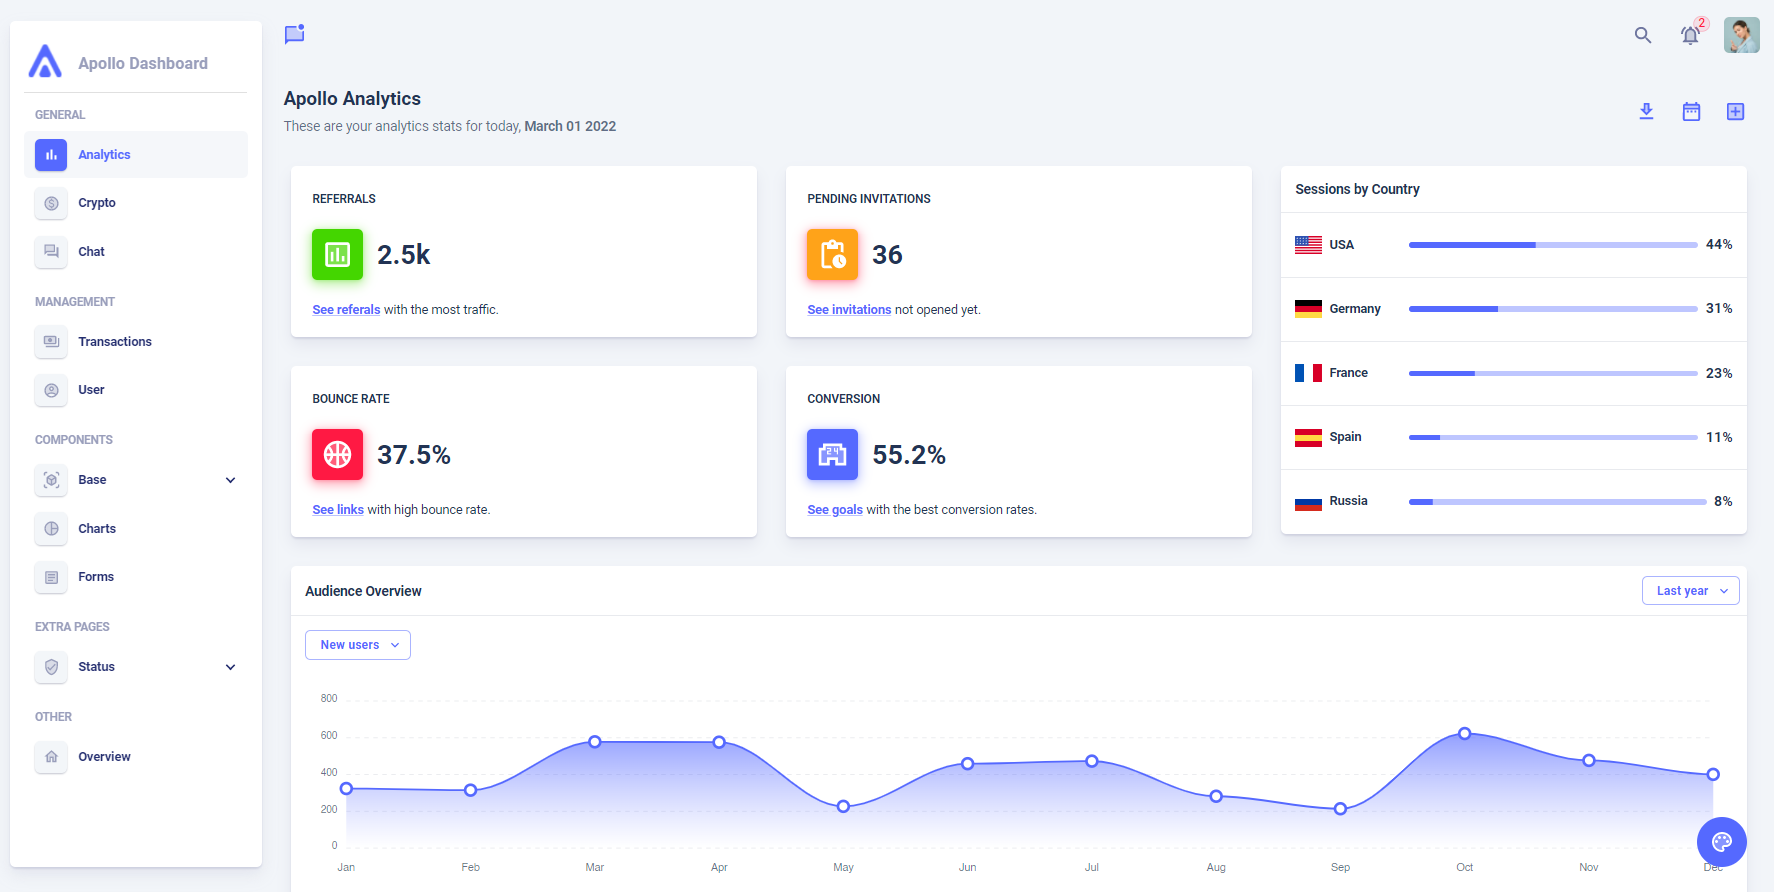 Apollo Dashboard
GENERAL
Analytics
Crypto
Chat
MANAGEMENT
Transactions
User
COMPONENTS
Base
Charts
Forms
EXTRA PAGES
Status
OTHER
Overview
2
Apollo Analytics
These are your analytics stats for today, March 01 2022
REFERRALS
2.5k
See referals with the most traffic.
PENDING INVITATIONS
36
See invitations not opened yet.
BOUNCE RATE
37.5%
See links with high bounce rate.
CONVERSION
24
55.2%
See goals with the best conversion rates.
Sessions by Country
USA 44%
Germany 31%
France 23%
Spain 11%
Russia 8%
Audience Overview
Last year
New users
800
600
400
200
0
Jan Feb Mar Apr May Jun Jul Aug Sep Oct Nov Dec